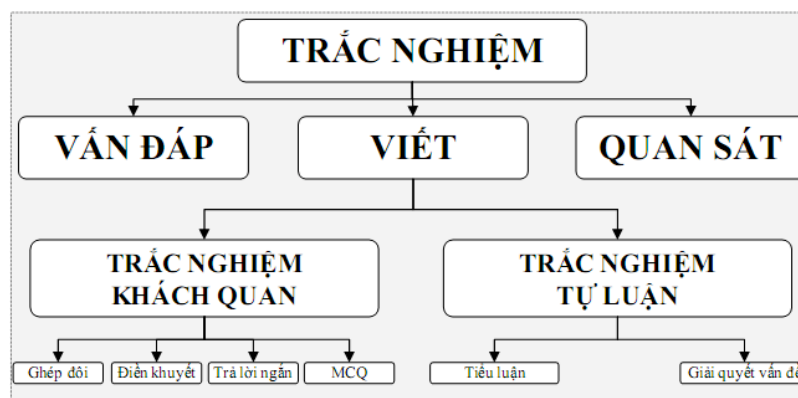 TRẮC NGHIỆM
VẤN ĐÁP
VIẾT
QUAN SÁT
TRẮC NGHIỆM
KHÁCH QUAN
TRẮC NGHIỆM
TỰ LUẬN
Ghép đôi
Điền khuyết
Trả lời ngắn
MCQ
Tiểu luận
Giải quyết vấn đề